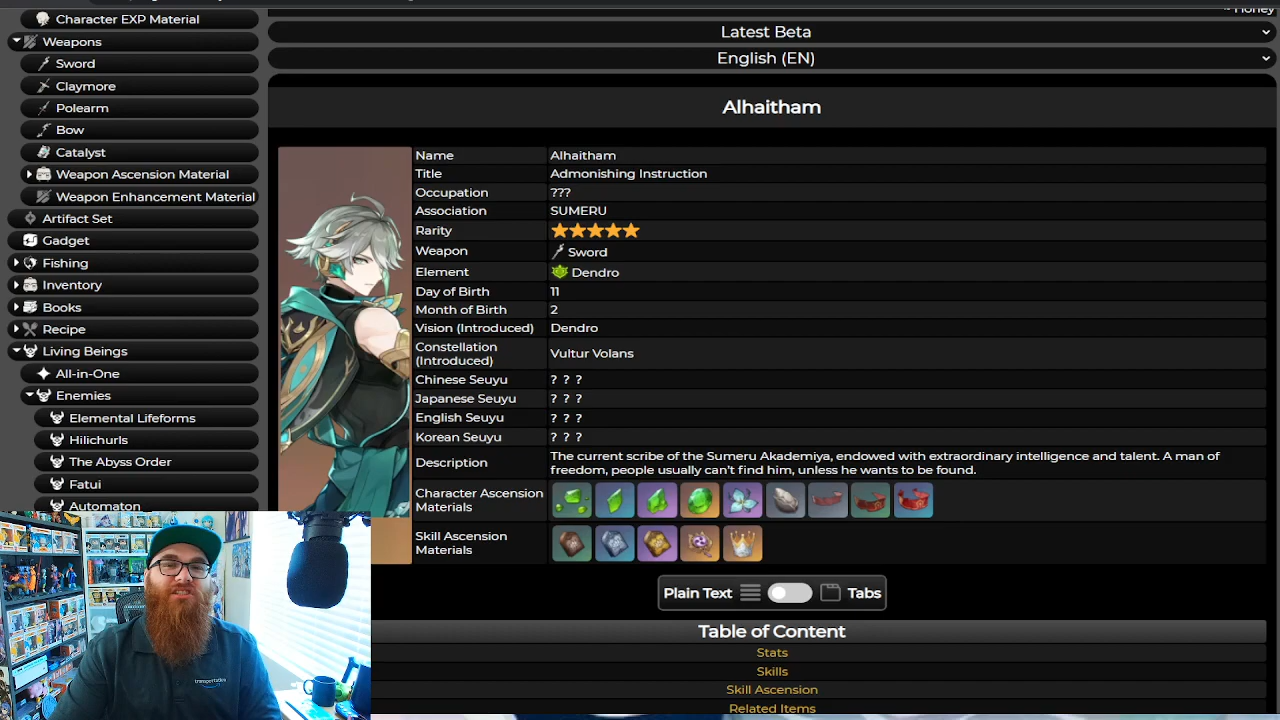 Character EXP Material
Weapons
Sword
Claymore
Polearm
Bow
Catalyst
Weapon Ascension Material
Weapon Enhancement Material
Artifact Set
Gadget
Fishing
Inventory
Books
Recipe
Living Beings
All-in-One
Enemies
Elemental Lifeforms
Hilichurls
The Abyss Order
Fatui
Automaton
Honey
Latest Beta
English (EN)
Alhaitham
Name Alhaitham
Title Admonishing Instruction
Occupation ???
Association SUMERU
Rarity
Weapon Sword
Element Dendro
Day of Birth 11
Month of Birth 2
Vision (Introduced) Dendro
Constellation
(Introduced) Vultur Volans
Chinese Seuyu ? ? ?
Japanese Seuyu ? ? ?
English Seuyu ? ? ?
Korean Seuyu ? ? ?
Description The current scribe of the Sumeru Akademiya, endowed with extraordinary intelligence and talent. A man of
freedom, people usually can't find him, unless he wants to be found.
Character Ascension
Materials
Skill Ascension
Materials
Plain Text Tabs
Table of Content
Stats
Skills
Skill Ascension
Related Items
transportation